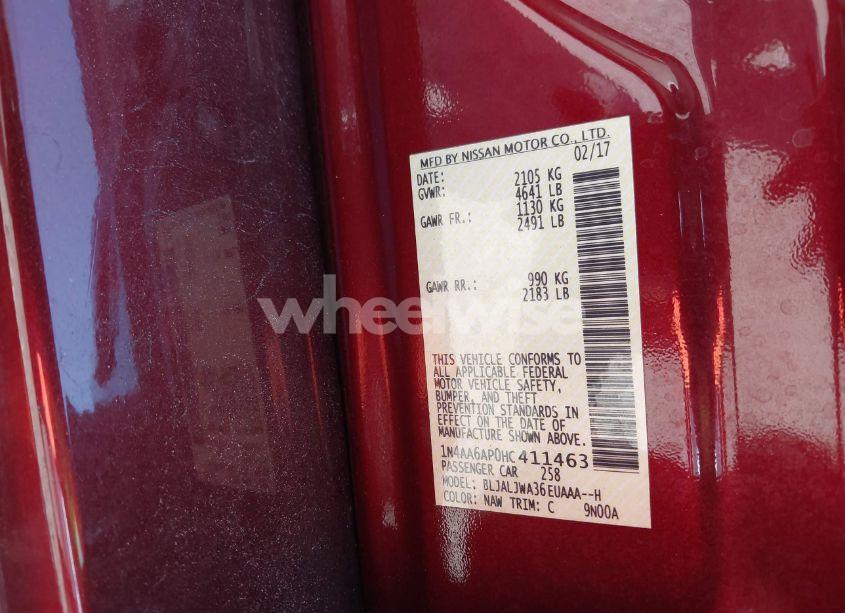 MFD BY NISSAN MOTOR CO., LTD.
DATE: 02/17
GVWR: 2105 KG
4641 LB
GAWR FR.: 1130 KG
2491 LB
GAWR RR.: 990 KG
2183 LB
wheelwise
THIS VEHICLE CONFORMS TO
ALL APPLICABLE FEDERAL
MOTOR VEHICLE SAFETY,
BUMPER, AND THEFT
PREVENTION STANDARDS IN
EFFECT ON THE DATE OF
MANUFACTURE SHOWN ABOVE.
1N4AA6AP0HC411463
PASSENGER CAR 258
MODEL: BLJALJWA36EUAAA--H
COLOR: NAW TRIM: C 9N00A